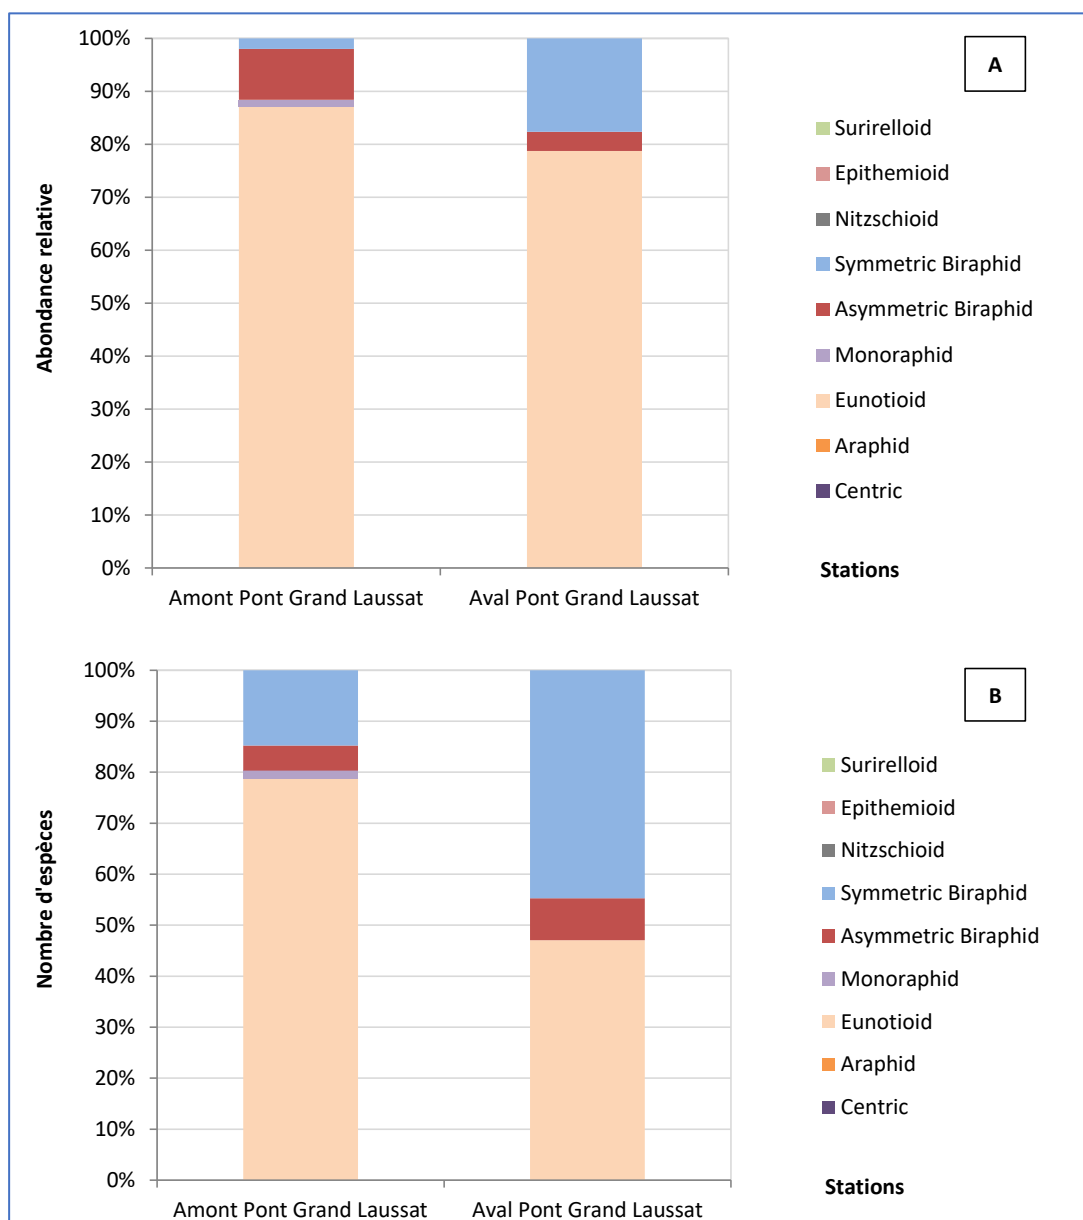 100%
90%
80%
70%
60%
50%
40%
30%
20%
10%
0%
Abondance relative
Amont Pont Grand Laussat
Aval Pont Grand Laussat
A
Surirelloid
Epithemioid
Nitzschioid
Symmetric Biraphid
Asymmetric Biraphid
Monoraphid
Eunotioid
Araphid
Centric
Stations
100%
90%
80%
70%
60%
50%
40%
30%
20%
10%
0%
Nombre d'espèces
Amont Pont Grand Laussat
Aval Pont Grand Laussat
B
Surirelloid
Epithemioid
Nitzschioid
Symmetric Biraphid
Asymmetric Biraphid
Monoraphid
Eunotioid
Araphid
Centric
Stations